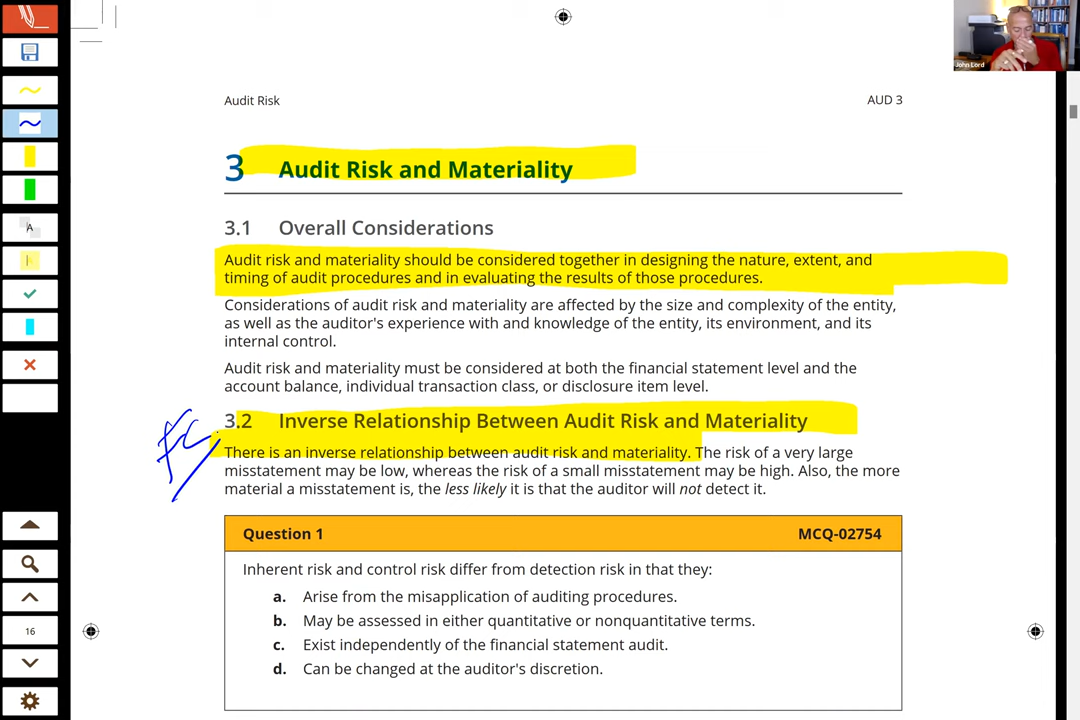 John Lord
Audit Risk
AUD 3
3 Audit Risk and Materiality
3.1 Overall Considerations
Audit risk and materiality should be considered together in designing the nature, extent, and
timing of audit procedures and in evaluating the results of those procedures.
Considerations of audit risk and materiality are affected by the size and complexity of the entity,
as well as the auditor's experience with and knowledge of the entity, its environment, and its
internal control.
Audit risk and materiality must be considered at both the financial statement level and the
account balance, individual transaction class, or disclosure item level.
3.2 Inverse Relationship Between Audit Risk and Materiality
There is an inverse relationship between audit risk and materiality. The risk of a very large
misstatement may be low, whereas the risk of a small misstatement may be high. Also, the more
material a misstatement is, the less likely it is that the auditor will not detect it.
Question 1
MCQ-02754
Inherent risk and control risk differ from detection risk in that they:
a. Arise from the misapplication of auditing procedures.
b. May be assessed in either quantitative or nonquantitative terms.
c. Exist independently of the financial statement audit.
d. Can be changed at the auditor's discretion.
A
16